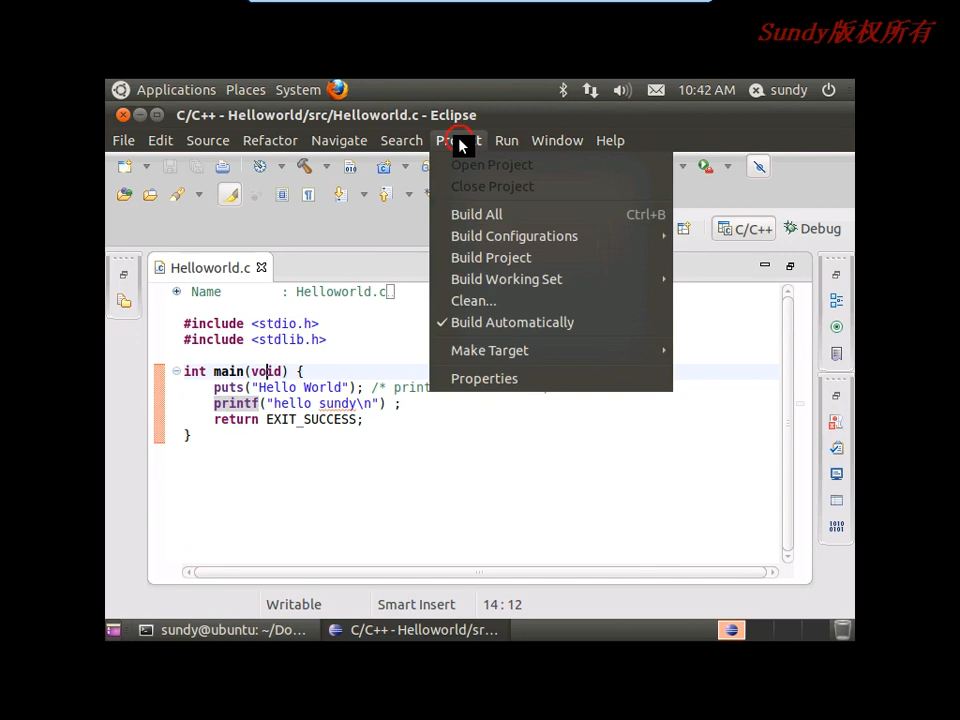 Sundy版权所有
Applications Places System 10:42 AM sundy
C/C++ - Helloworld/src/Helloworld.c - Eclipse
File Edit Source Refactor Navigate Search Run Window Help
Open Project
Close Project
Build All Ctrl+B
Build Configurations
Build Project
Build Working Set
Clean...
Build Automatically
Make Target
Properties
C/C++ Debug
Helloworld.c
Name : Helloworld.c
#include <stdio.h>
#include <stdlib.h>
int main(void) {
puts("Hello World"); /* print
printf("hello sundy\n") ;
return EXIT_SUCCESS;
}
Writable Smart Insert 14 : 12
sundy@ubuntu: ~/Do... C/C++ - Helloworld/sr...